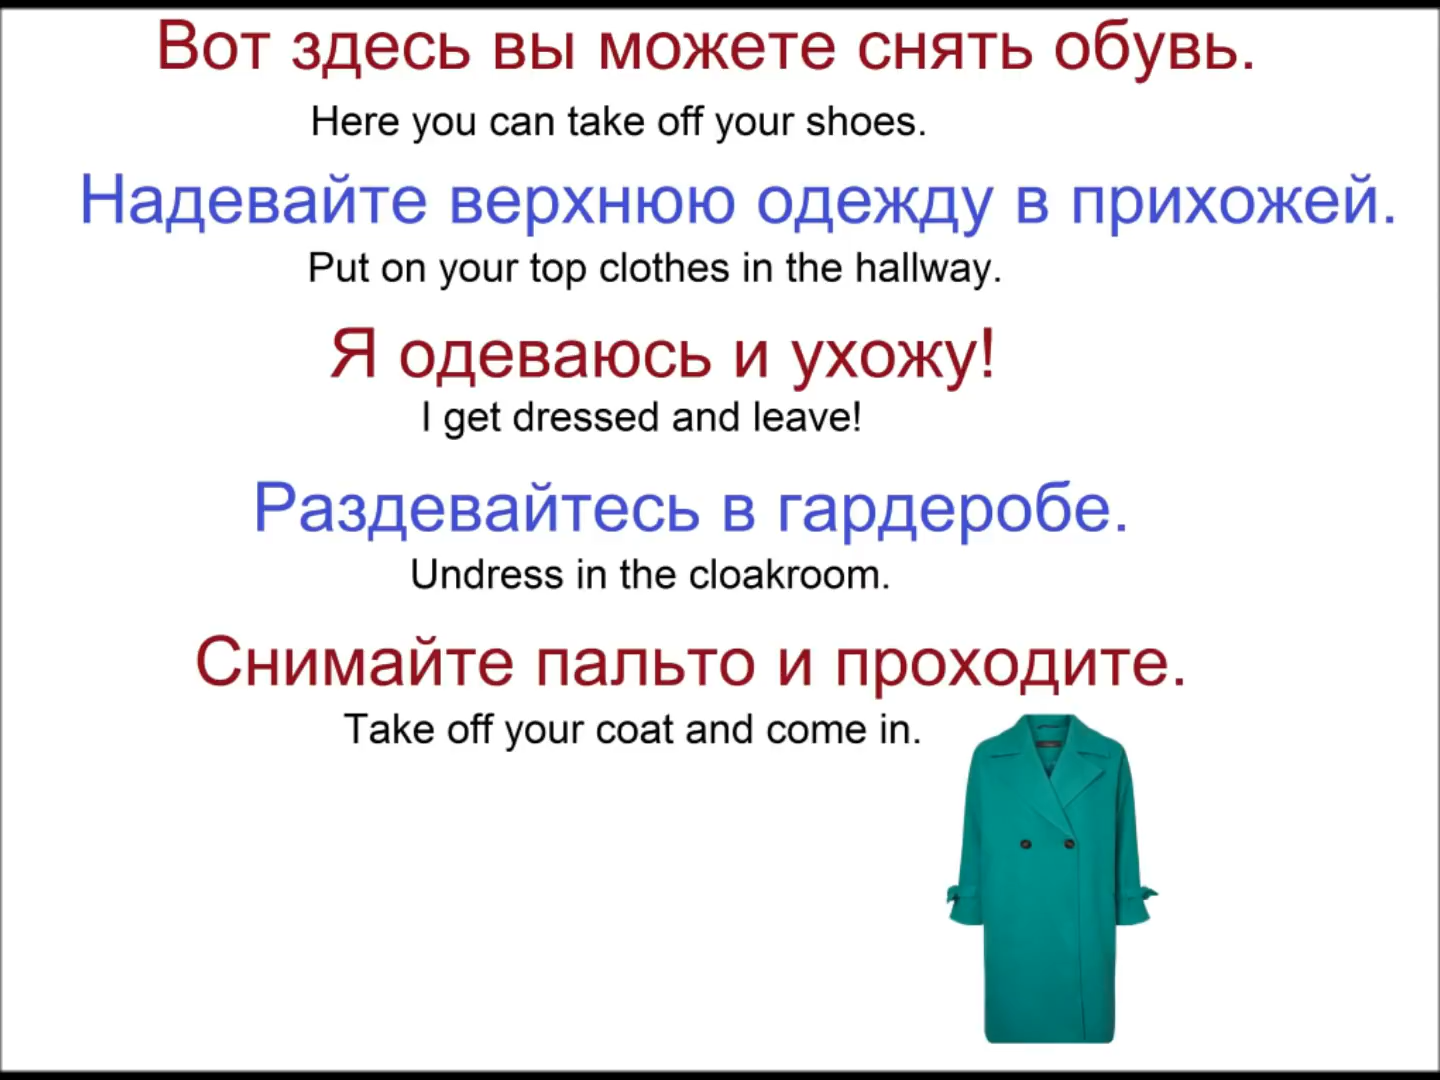 Вот здесь вы можете снять обувь.
Here you can take off your shoes.
Надевайте верхнюю одежду в прихожей.
Put on your top clothes in the hallway.
Я одеваюсь и ухожу!
I get dressed and leave!
Раздевайтесь в гардеробе.
Undress in the cloakroom.
Снимайте пальто и проходите.
Take off your coat and come in.